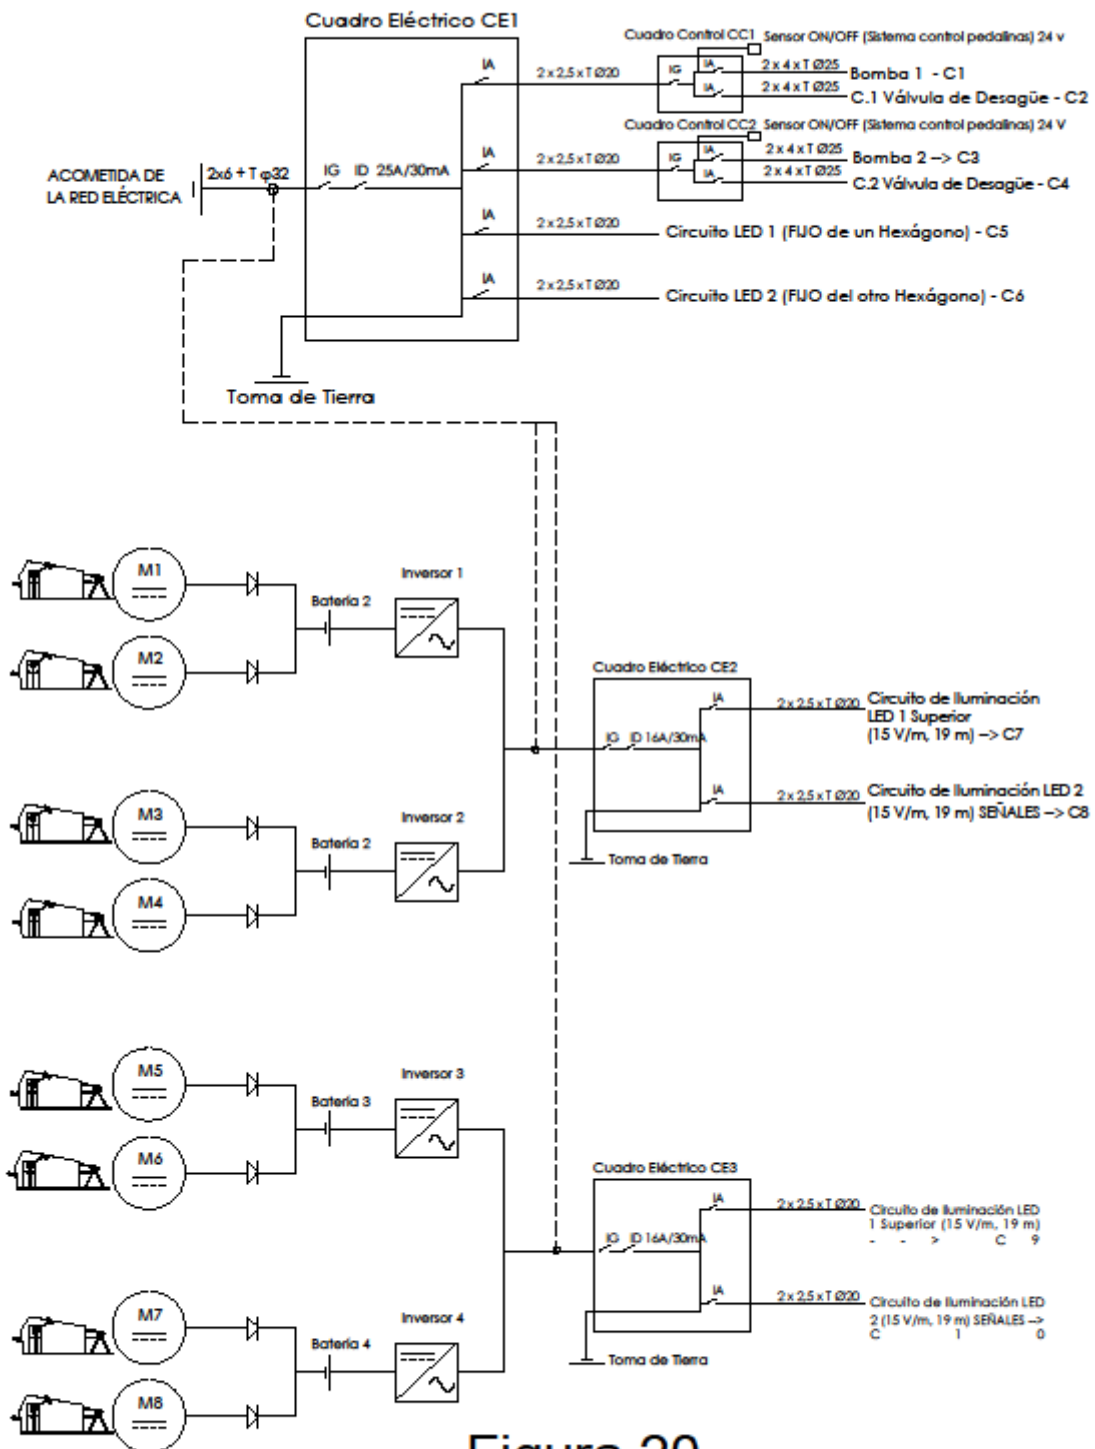 Cuadro Eléctrico CE1
Cuadro Control CC1 Sensor ON/OFF (Sistema control pedalinas) 24 v
IA
2 x 2,5 x T Ø20
IG
IA
2 x 4 x T Ø25
Bomba 1 - C1
IA
2 x 4 x T Ø25
C.1 Válvula de Desagüe - C2
Cuadro Control CC2 Sensor ON/OFF (Sistema control pedalinas) 24 V
IA
2 x 2,5 x T Ø20
IG
IA
2 x 4 x T Ø25
Bomba 2 --> C3
IA
2 x 4 x T Ø25
C.2 Válvula de Desagüe - C4
ACOMETIDA DE
LA RED ELÉCTRICA
2x6 + T φ32
IG ID 25A/30mA
IA
2 x 2,5 x T Ø20
Circuito LED 1 (FIJO de un Hexágono) - C5
IA
2 x 2,5 x T Ø20
Circuito LED 2 (FIJO del otro Hexágono) - C6
Toma de Tierra
M1
Inversor 1
Batería 2
M2
Cuadro Eléctrico CE2
IA
2 x 2,5 x T Ø20
Circuito de Iluminación
LED 1 Superior
(15 V/m, 19 m) --> C7
IG ID 16A/30mA
IA
2 x 2,5 x T Ø20
Circuito de Iluminación LED 2
(15 V/m, 19 m) SEÑALES --> C8
Toma de Tierra
M3
Inversor 2
Batería 2
M4
M5
Inversor 3
Batería 3
M6
Cuadro Eléctrico CE3
IA
2 x 2,5 x T Ø20
Circuito de Iluminación LED
1 Superior (15 V/m, 19 m)
- - > C 9
IG ID 16A/30mA
IA
2 x 2,5 x T Ø20
Circuito de Iluminación LED
2 (15 V/m, 19 m) SEÑALES -->
C 1 0
Toma de Tierra
M7
Inversor 4
Batería 4
M8